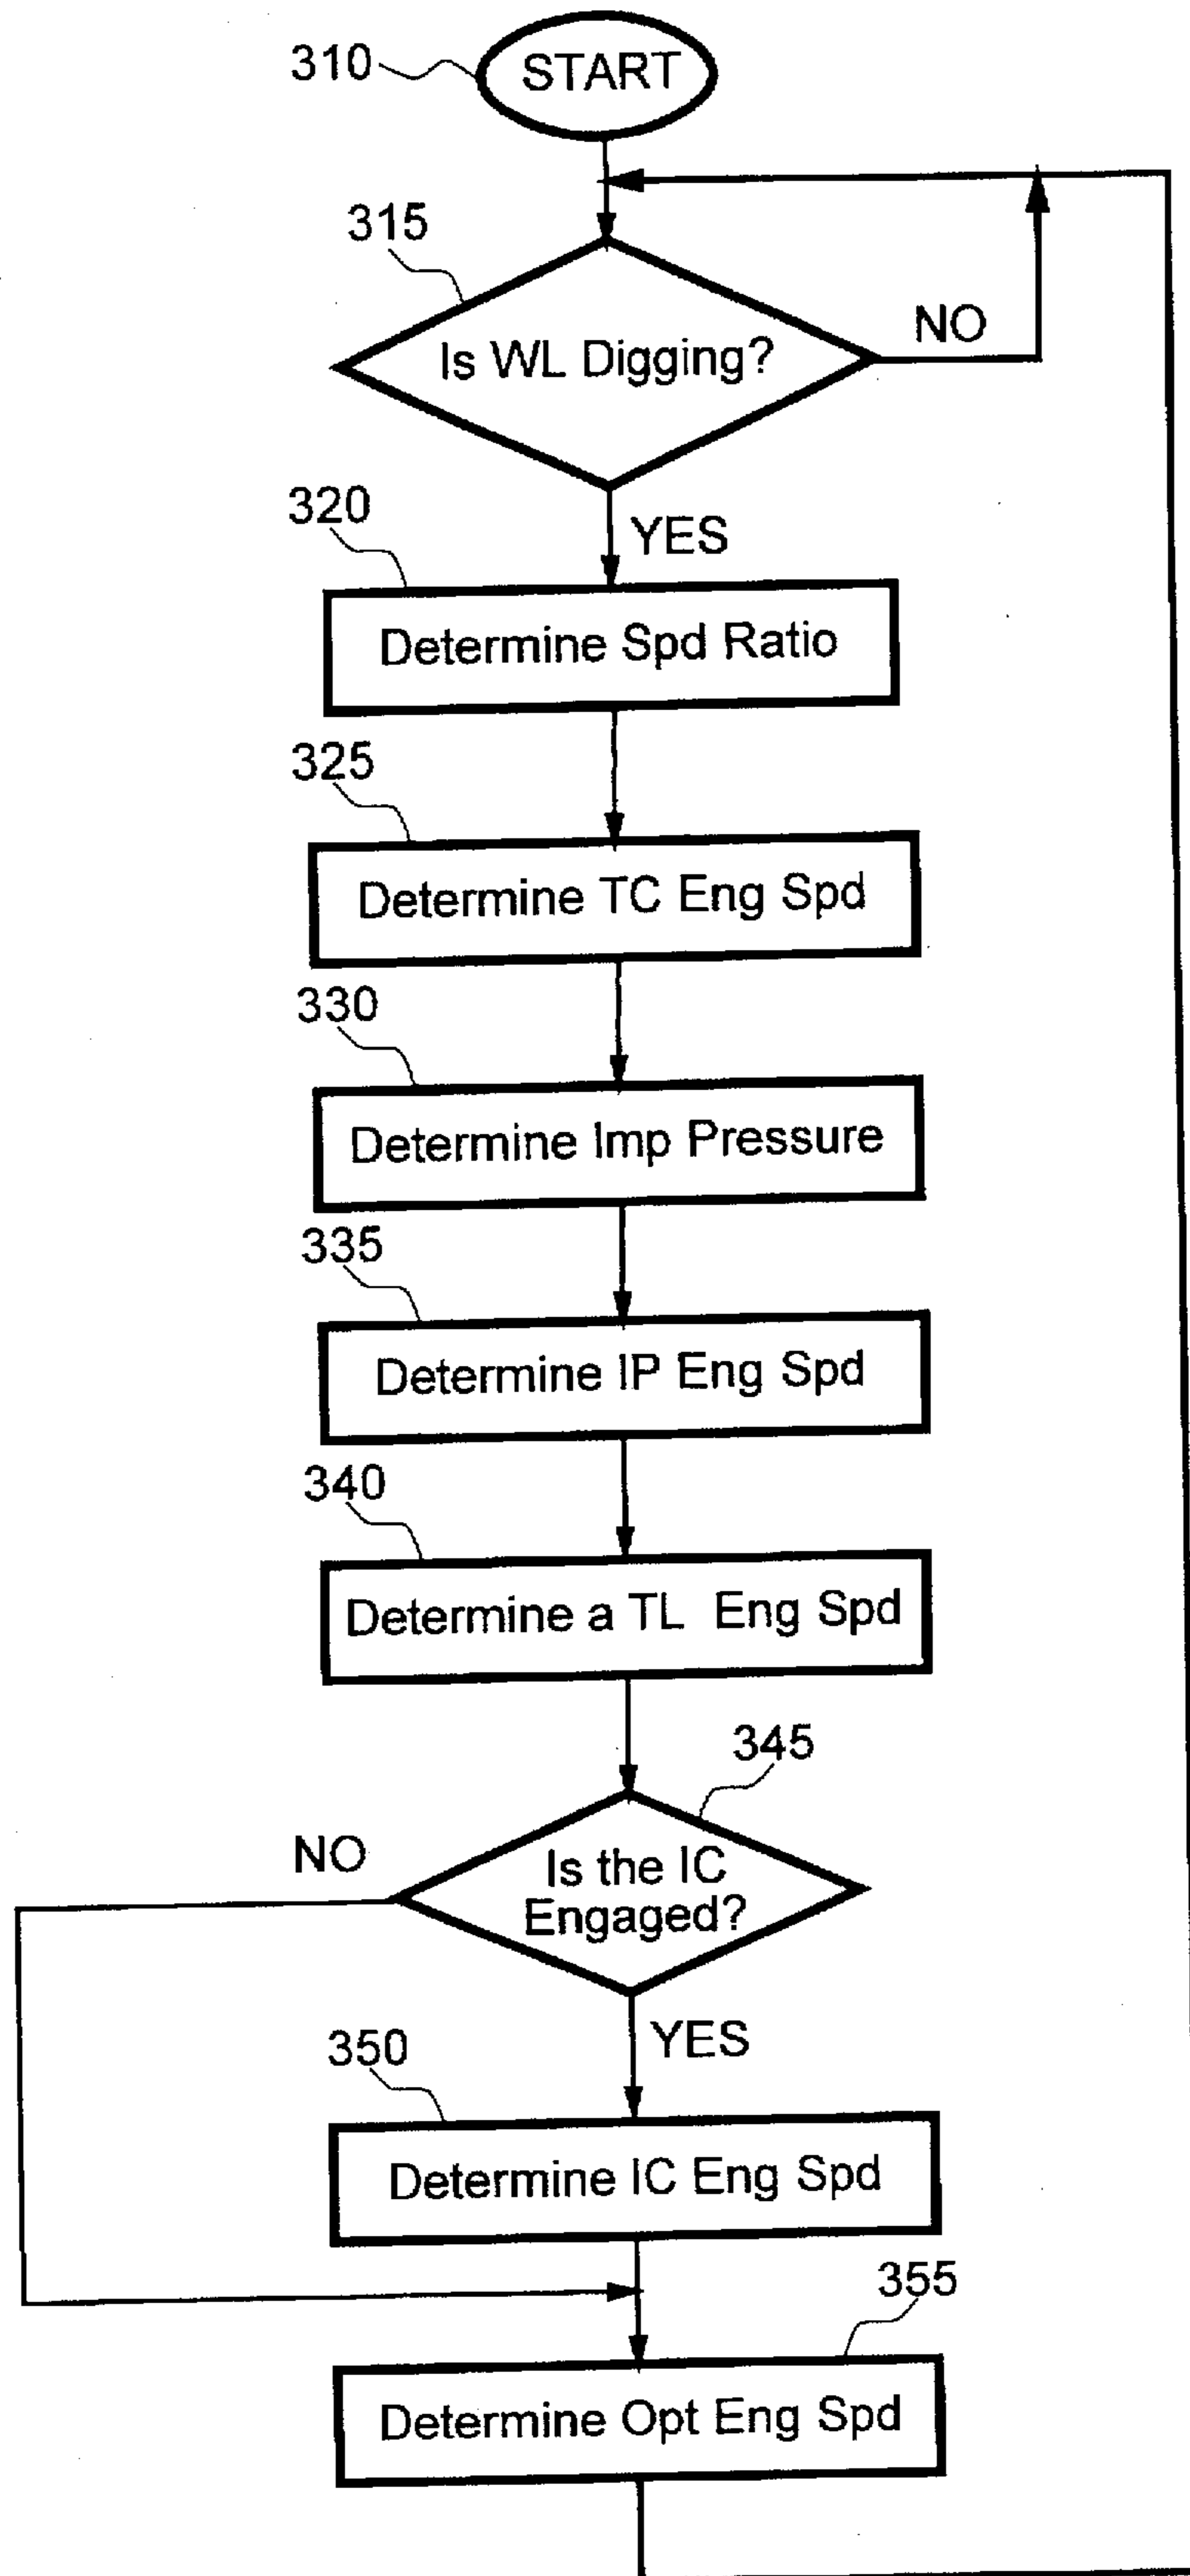 310
START
315
Is WL Digging?
NO
YES
320
Determine Spd Ratio
325
Determine TC Eng Spd
330
Determine Imp Pressure
335
Determine IP Eng Spd
340
Determine a TL Eng Spd
345
Is the IC
Engaged?
NO
YES
350
Determine IC Eng Spd
355
Determine Opt Eng Spd